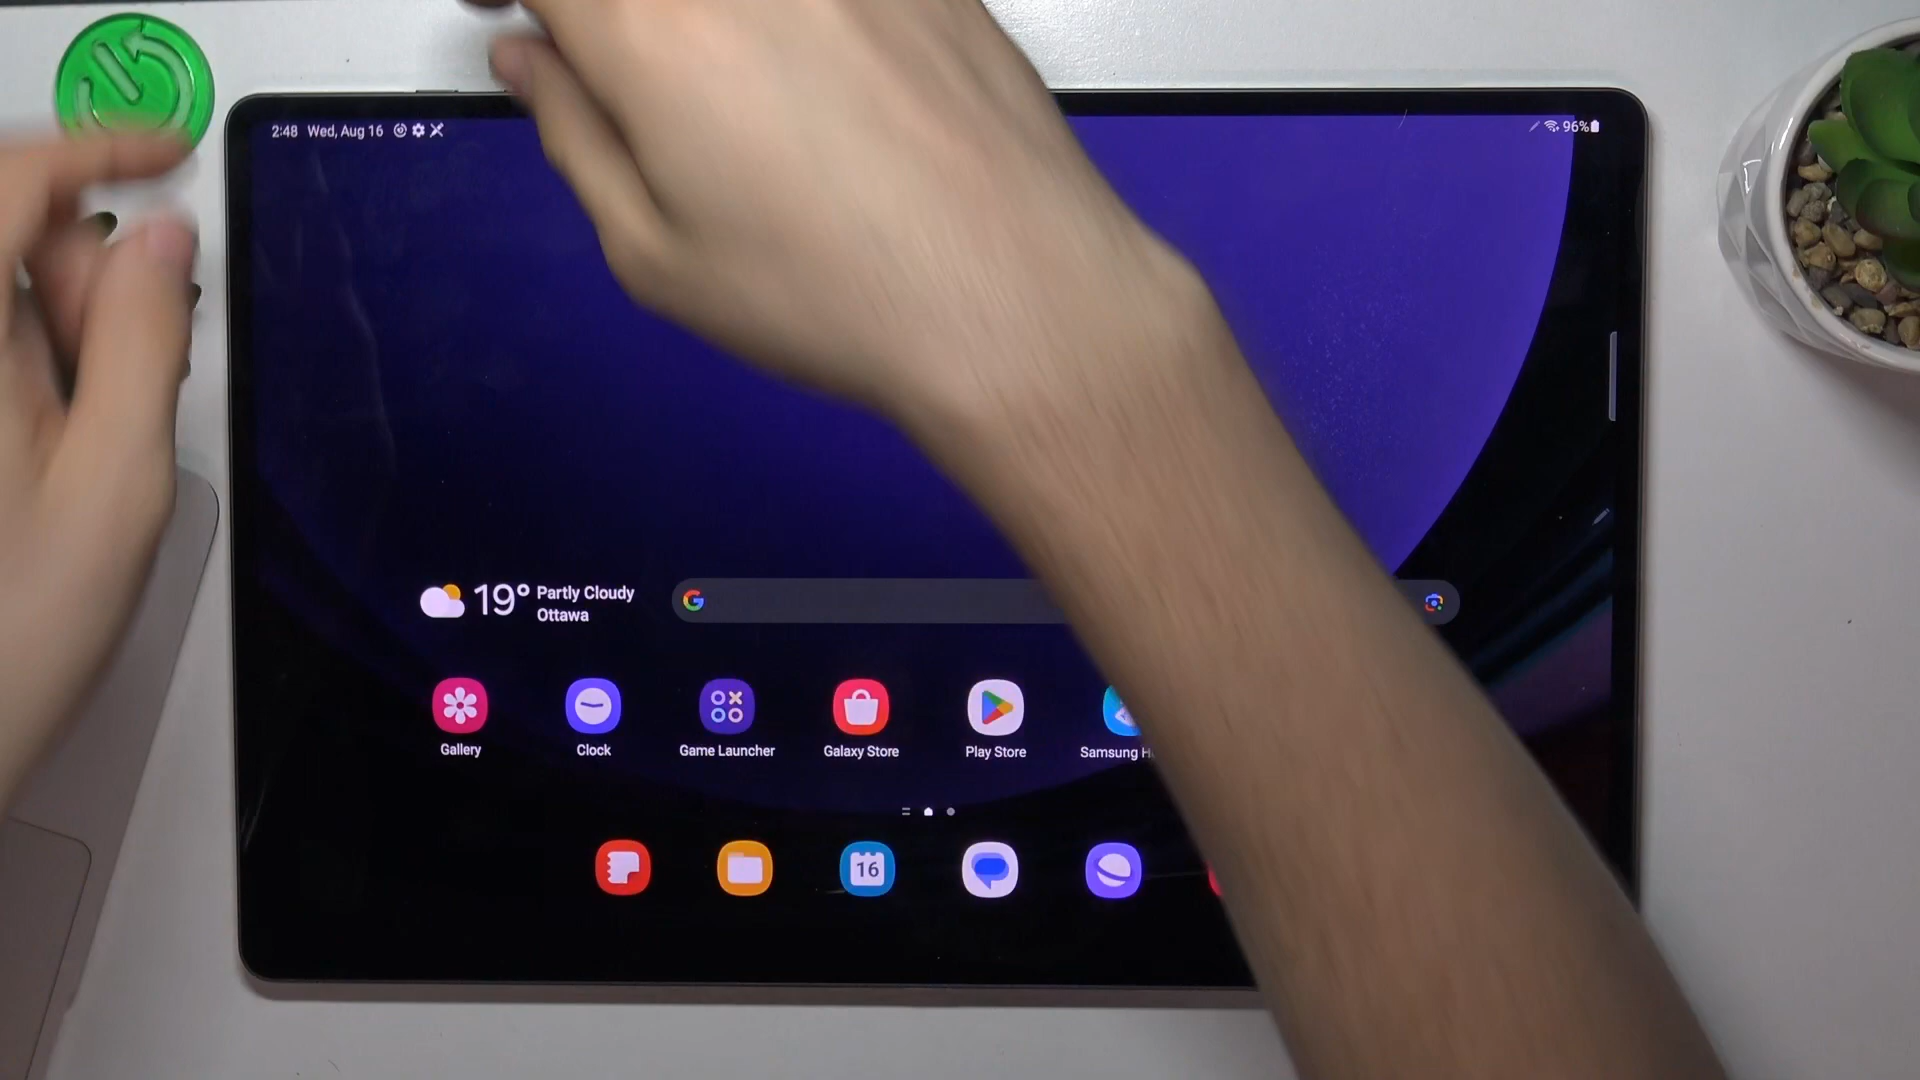 2:48 Wed, Aug 16
96%
19° Partly Cloudy
Ottawa
Gallery
Clock
Game Launcher
Galaxy Store
Play Store
Samsung
16